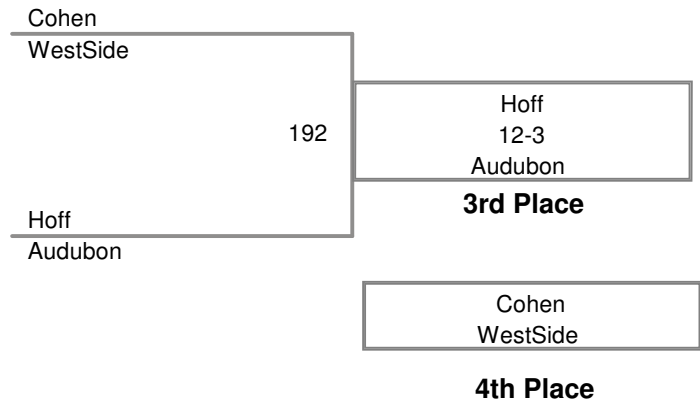 Cohen
WestSide
192
Hoff
12-3
Audubon
3rd Place
Hoff
Audubon
Cohen
WestSide
4th Place